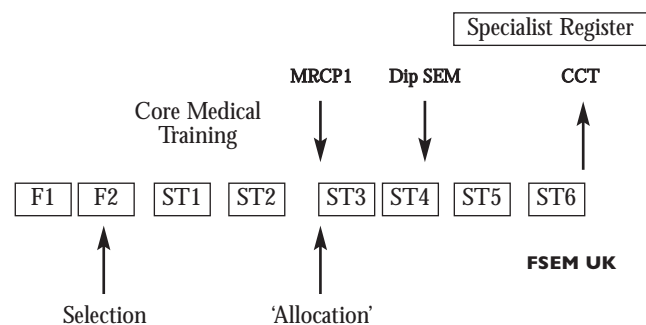 Specialist Register
MRCP1 Dip SEM CCT
Core Medical
Training
F1 F2 ST1 ST2 ST3 ST4 ST5 ST6
FSEM UK
Selection 'Allocation'